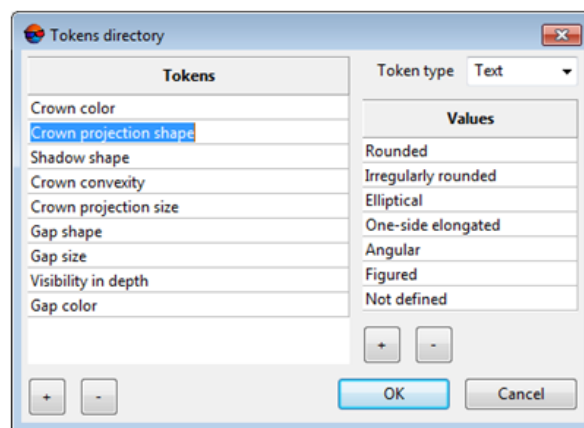 Tokens directory
Tokens
Crown color
Crown projection shape
Shadow shape
Crown convexity
Crown projection size
Gap shape
Gap size
Visibility in depth
Gap color
+ -
Token type Text
Values
Rounded
Irregularly rounded
Elliptical
One-side elongated
Angular
Figured
Not defined
+ -
OK Cancel